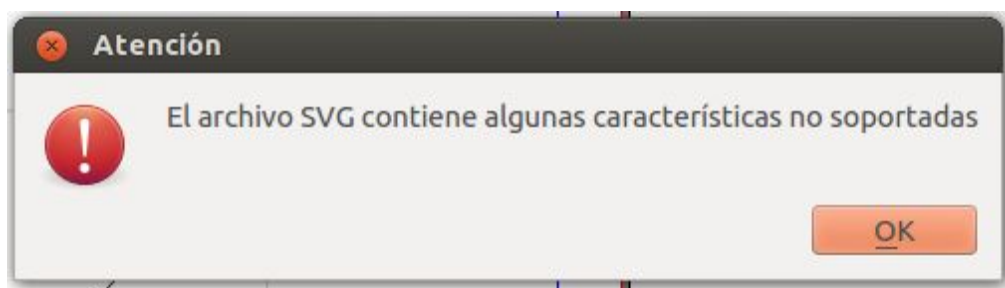 Atención
El archivo SVG contiene algunas características no soportadas
OK